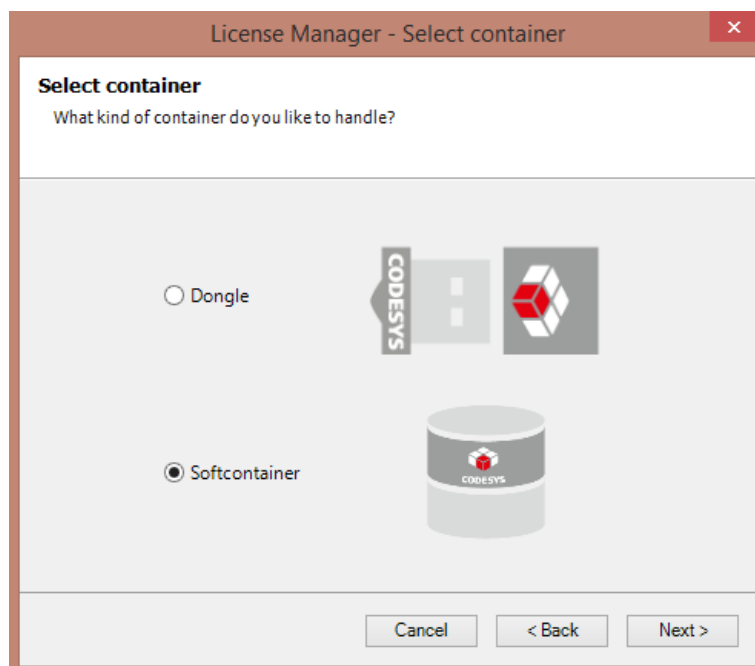 License Manager - Select container
Select container
What kind of container do you like to handle?
Dongle
CODESYS
Softcontainer
CODESYS
Cancel
< Back
Next >